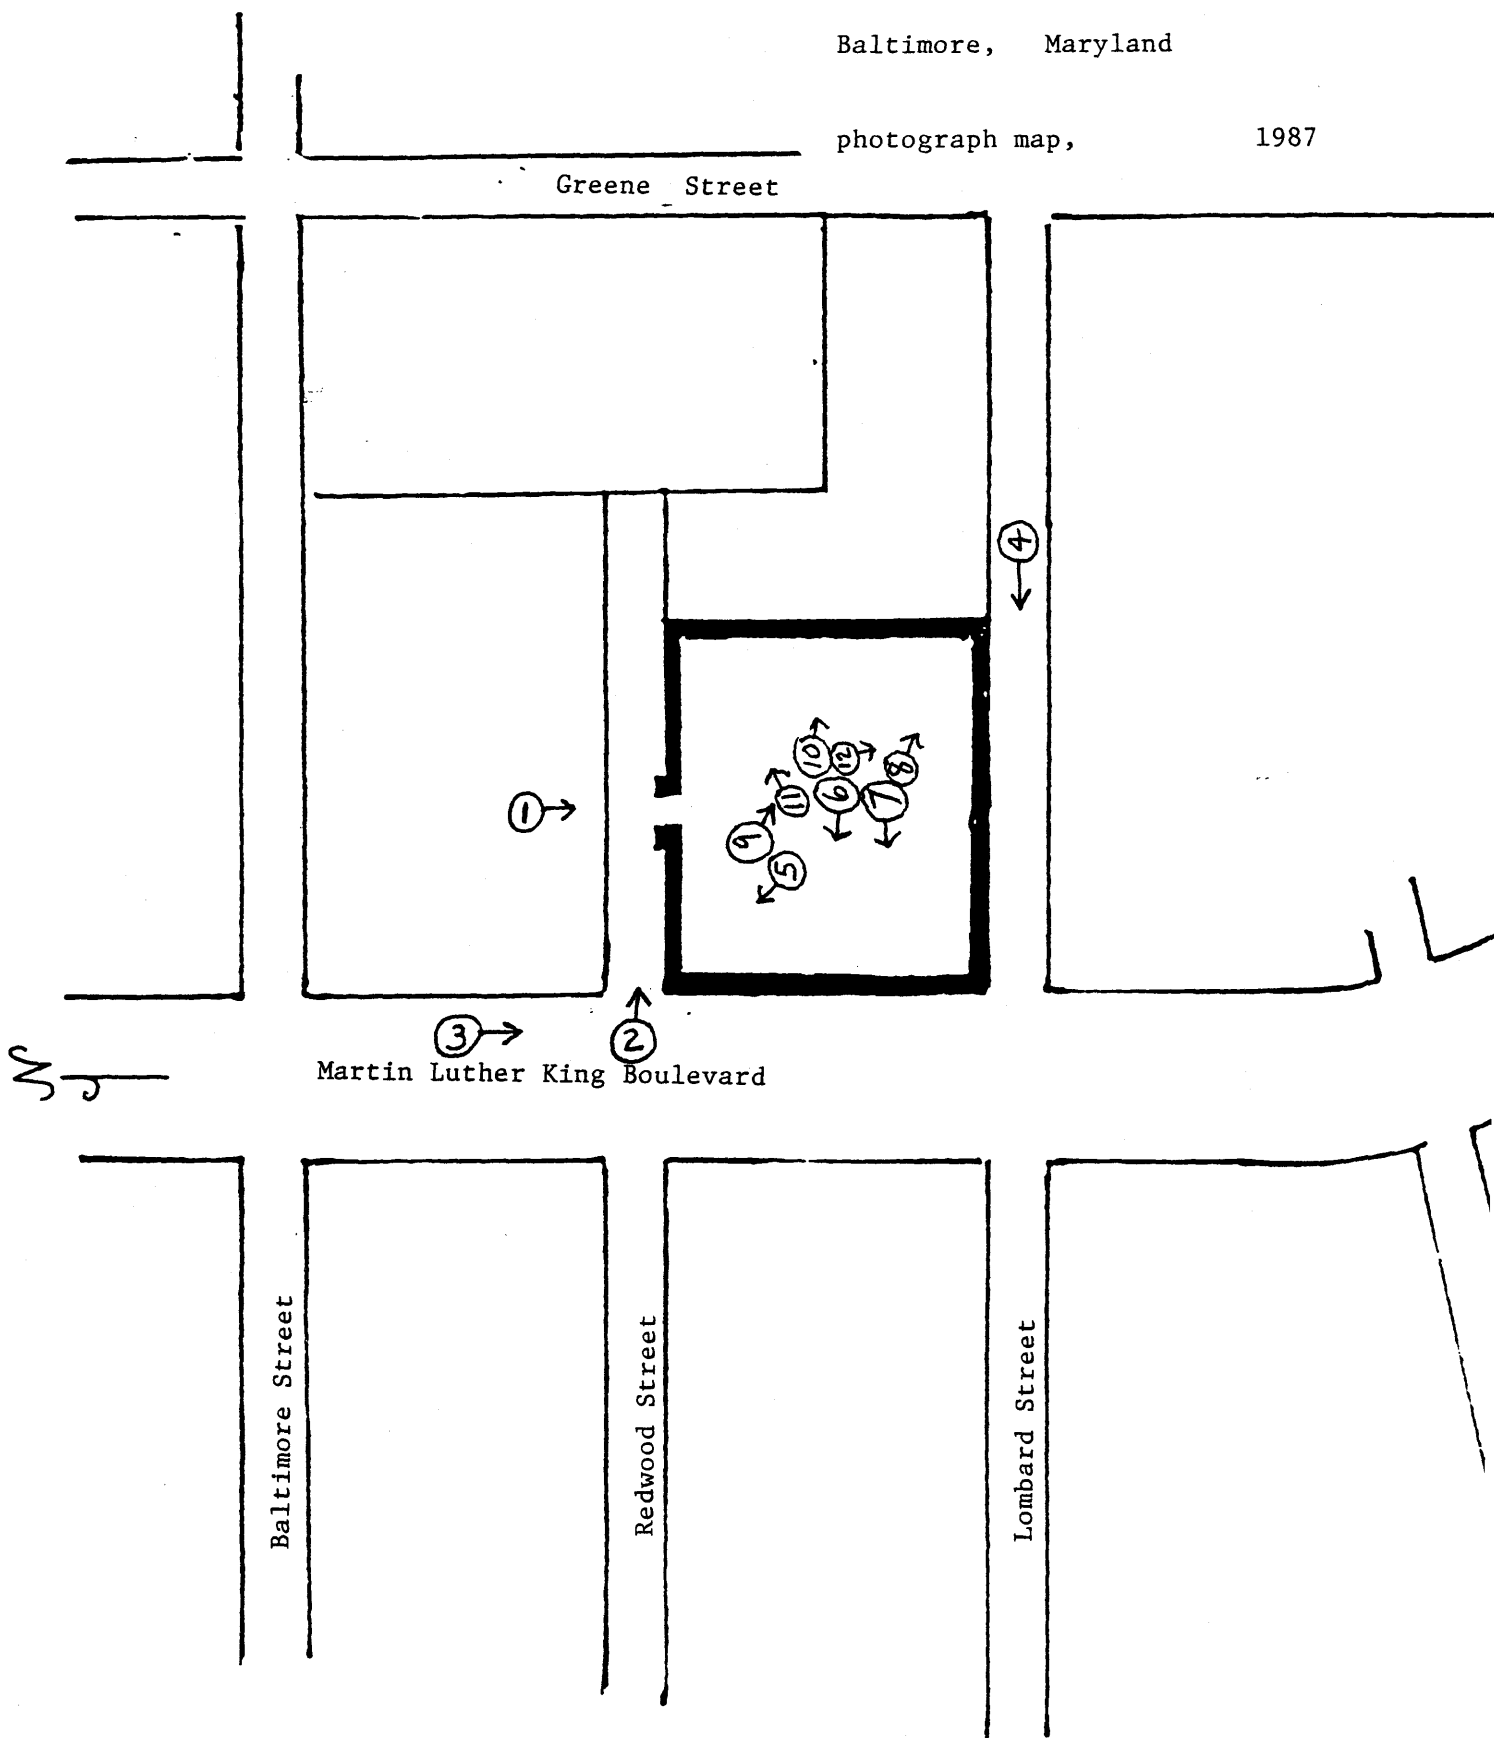 Baltimore, Maryland
photograph map, 1987
Greene Street
4
10
12
8
11
6
7
1
9
5
3
2
Martin Luther King Boulevard
Baltimore Street
Redwood Street
Lombard Street